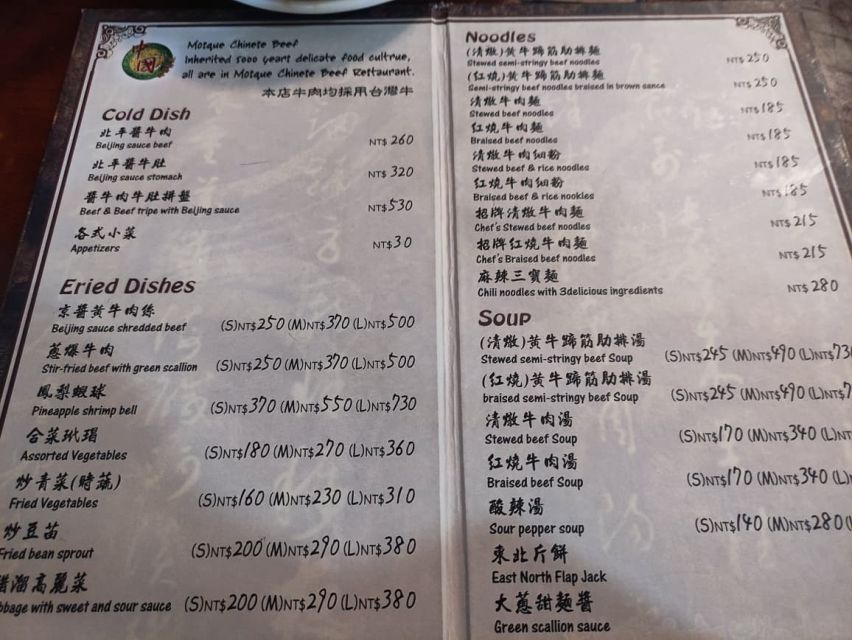 中國
Mosque Chinete Beef
Inherited 5000 years delicate food cultrue,
all are in Mosque Chinete Beef Restaurant.
本店牛肉均採用台灣牛
Cold Dish
北平醬牛肉
Beijing sauce beef NT$ 260
北平醬牛肚
Beijing sauce stomach NT$ 320
醬牛肉牛肚拼盤
Beef & Beef tripe with Beijing sauce NT$530
各式小菜
Appetizers NT$30
Eried Dishes
京醬黃牛肉絲
Beijing sauce shredded beef (S)NT$250 (M)NT$370 (L)NT$500
蔥爆牛肉
Stir-fried beef with green scallion (S)NT$250 (M)NT$370 (L)NT$500
鳳梨蝦球
Pineapple shrimp bell (S)NT$370 (M)NT$550 (L)NT$730
合菜玳瑁
Assorted Vegetables (S)NT$180 (M)NT$270 (L)NT$360
炒青菜(時蔬)
Fried Vegetables (S)NT$160 (M)NT$230 (L)NT$310
炒豆苗
Fried bean sprout (S)NT$200 (M)NT$290 (L)NT$380
醋溜高麗菜
bbage with sweet and sour sauce (S)NT$200 (M)NT$290 (L)NT$380
Noodles
(清燉)黃牛蹄筋肋排麵
Stewed semi-stringy beef noodles NT$ 250
(紅燒)黃牛蹄筋肋排麵
Semi-stringy beef noodles braised in brown sance NT$ 250
清燉牛肉麵
Stewed beef noodles NT$ 185
紅燒牛肉麵
Braised beef noodles NT$ 185
清燉牛肉細粉
Stewed beef & rice noodles NT$ 185
紅燒牛肉細粉
Braised beef & rice nookles NT$ 185
招牌清燉牛肉麵
Chef's Stewed beef noodles NT$ 215
招牌紅燒牛肉麵
Chef's Braised beef noodles NT$ 215
麻辣三寶麵
Chili noodles with 3delicious ingredients NT$ 280
Soup
(清燉)黃牛蹄筋肋排湯
Stewed semi-stringy beef Soup (S)NT$245 (M)NT$490 (L)NT$73
(紅燒)黃牛蹄筋肋排湯
braised semi-stringy beef Soup (S)NT$245 (M)NT$490 (L)NT$7
清燉牛肉湯
Stewed beef Soup (S)NT$170 (M)NT$340 (L)NT
紅燒牛肉湯
Braised beef Soup (S)NT$170 (M)NT$340 (L)
酸辣湯
Sour pepper soup (S)NT$140 (M)NT$280 (
東北斤餅
East North Flap Jack
大蔥甜麵醬
Green scallion sauce